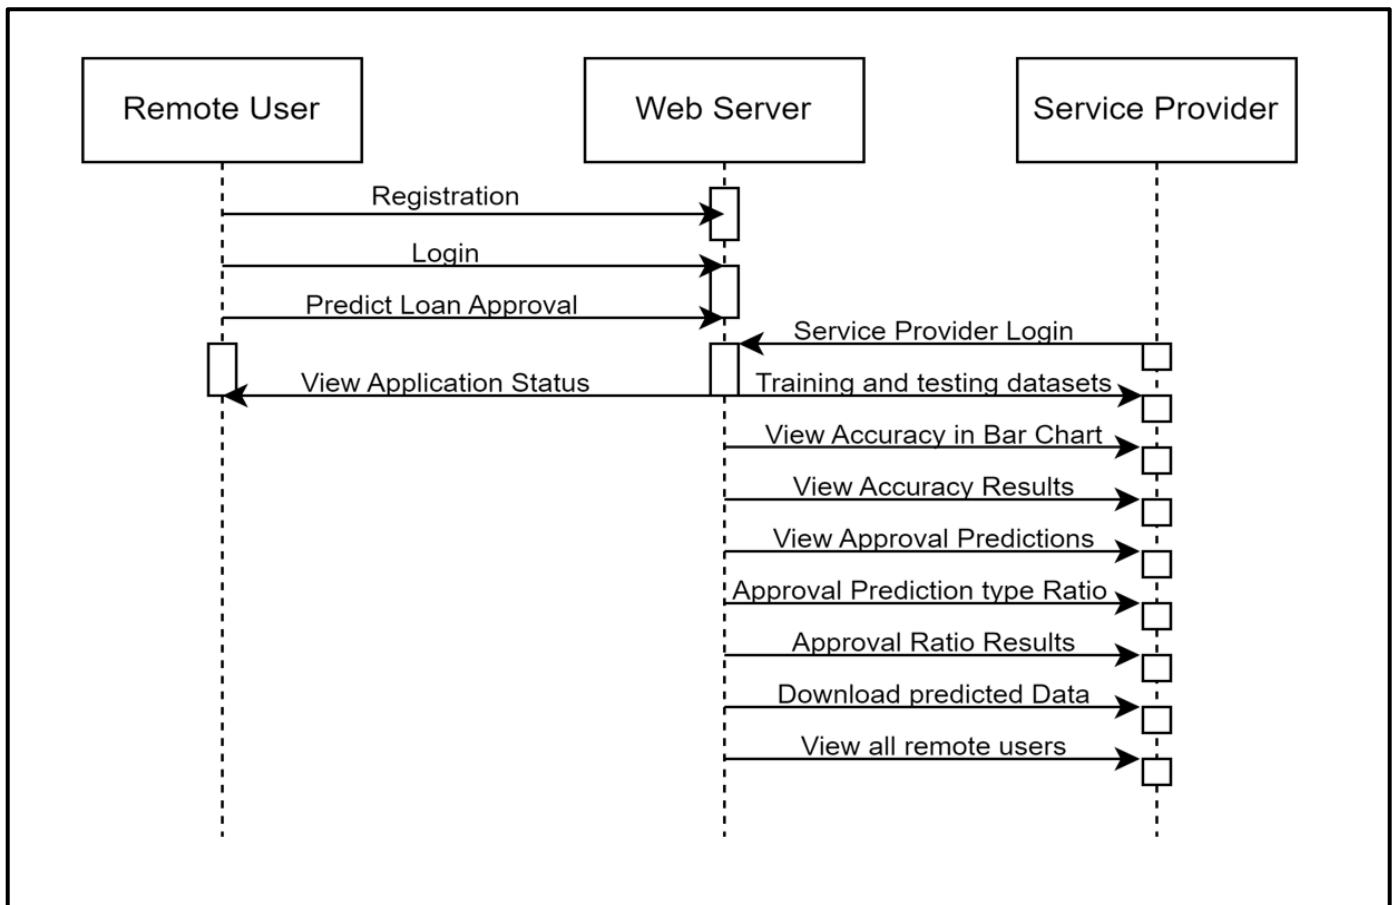 Remote User
Web Server
Service Provider
Registration
Login
Predict Loan Approval
Service Provider Login
View Application Status
Training and testing datasets
View Accuracy in Bar Chart
View Accuracy Results
View Approval Predictions
Approval Prediction type Ratio
Approval Ratio Results
Download predicted Data
View all remote users